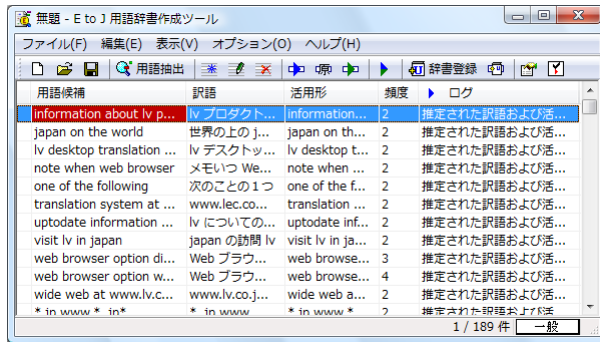 無題 - E to J 用語辞書作成ツール
ファイル(F) 編集(E) 表示(V) オプション(O) ヘルプ(H)
用語抽出 辞書登録
用語候補 訳語 活用形 頻度 ログ
information about lv p... lv プロダクト... information... 2 推定された訳語および活...
japan on the world 世界の上の j... japan on th... 2 推定された訳語および活...
lv desktop translation ... lv デスクトッ... lv desktop t... 2 推定された訳語および活...
note when web browser メモいつ We... note when ... 2 推定された訳語および活...
one of the following 次のことの1つ one of the f... 2 推定された訳語および活...
translation system at ... www.lec.co... translation ... 2 推定された訳語および活...
uptodate information ... lv についての... uptodate inf... 2 推定された訳語および活...
visit lv in japan japan の訪問 lv visit lv in ja... 2 推定された訳語および活...
web browser option di... Web ブラウ... web browse... 3 推定された訳語および活...
web browser option w... Web ブラウ... web browse... 4 推定された訳語および活...
wide web at www.lv.c... www.lv.co.j... wide web a... 2 推定された訳語および活...
1 / 189 件 一般